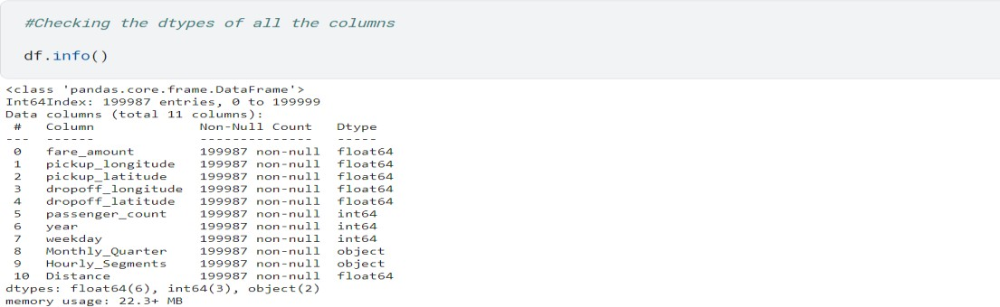 #Checking the dtypes of all the columns
df.info()
<class 'pandas.core.frame.DataFrame'>
Int64Index: 199987 entries, 0 to 199999
Data columns (total 11 columns):
 #   Column             Non-Null Count   Dtype
---  ------             --------------   -----
 0   fare_amount        199987 non-null  float64
 1   pickup_longitude   199987 non-null  float64
 2   pickup_latitude    199987 non-null  float64
 3   dropoff_longitude  199987 non-null  float64
 4   dropoff_latitude   199987 non-null  float64
 5   passenger_count    199987 non-null  int64
 6   year               199987 non-null  int64
 7   weekday            199987 non-null  int64
 8   Monthly_Quarter    199987 non-null  object
 9   Hourly_Segments    199987 non-null  object
 10  Distance           199987 non-null  float64
dtypes: float64(6), int64(3), object(2)
memory usage: 22.3+ MB